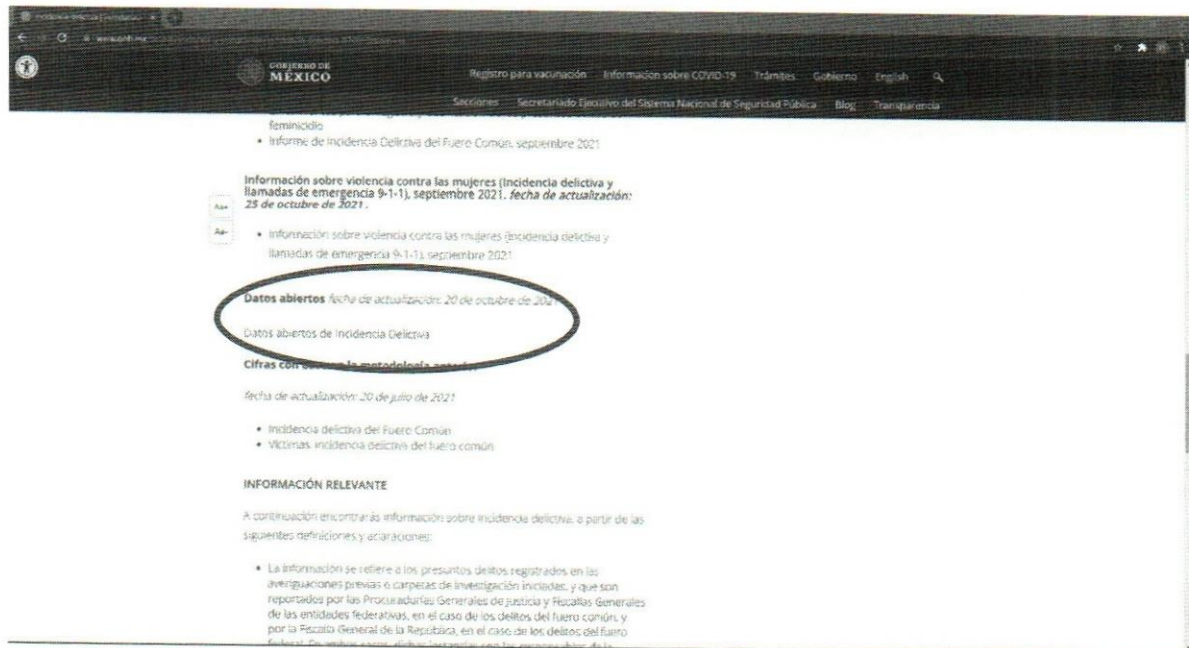 GOBIERNO DE
MÉXICO
Registro para vacunación Información sobre COVID-19 Trámites Gobierno English
Secciones Secretariado Ejecutivo del Sistema Nacional de Seguridad Pública Blog Transparencia
feminicidio
• Informe de Incidencia Delictiva del Fuero Común, septiembre 2021
Información sobre violencia contra las mujeres (Incidencia delictiva y
llamadas de emergencia 9-1-1), septiembre 2021. fecha de actualización:
25 de octubre de 2021.
Aa+
Aa-
• Información sobre violencia contra las mujeres (Incidencia delictiva y
llamadas de emergencia 9-1-1), septiembre 2021
Datos abiertos fecha de actualización: 20 de octubre de 2021
Datos abiertos de Incidencia Delictiva
Cifras con la metodología
fecha de actualización: 20 de julio de 2021
• Incidencia delictiva del Fuero Común
• Víctimas, incidencia delictiva del fuero común
INFORMACIÓN RELEVANTE
A continuación encontrarás información sobre incidencia delictiva, a partir de las
siguientes definiciones y aclaraciones:
• La información se refiere a los presuntos delitos registrados en las
averiguaciones previas o carpetas de investigación iniciadas, y que son
reportados por las Procuradurías Generales de Justicia y Fiscalías Generales
de las entidades federativas, en el caso de los delitos del fuero común, y
por la Fiscalía General de la República, en el caso de los delitos del fuero